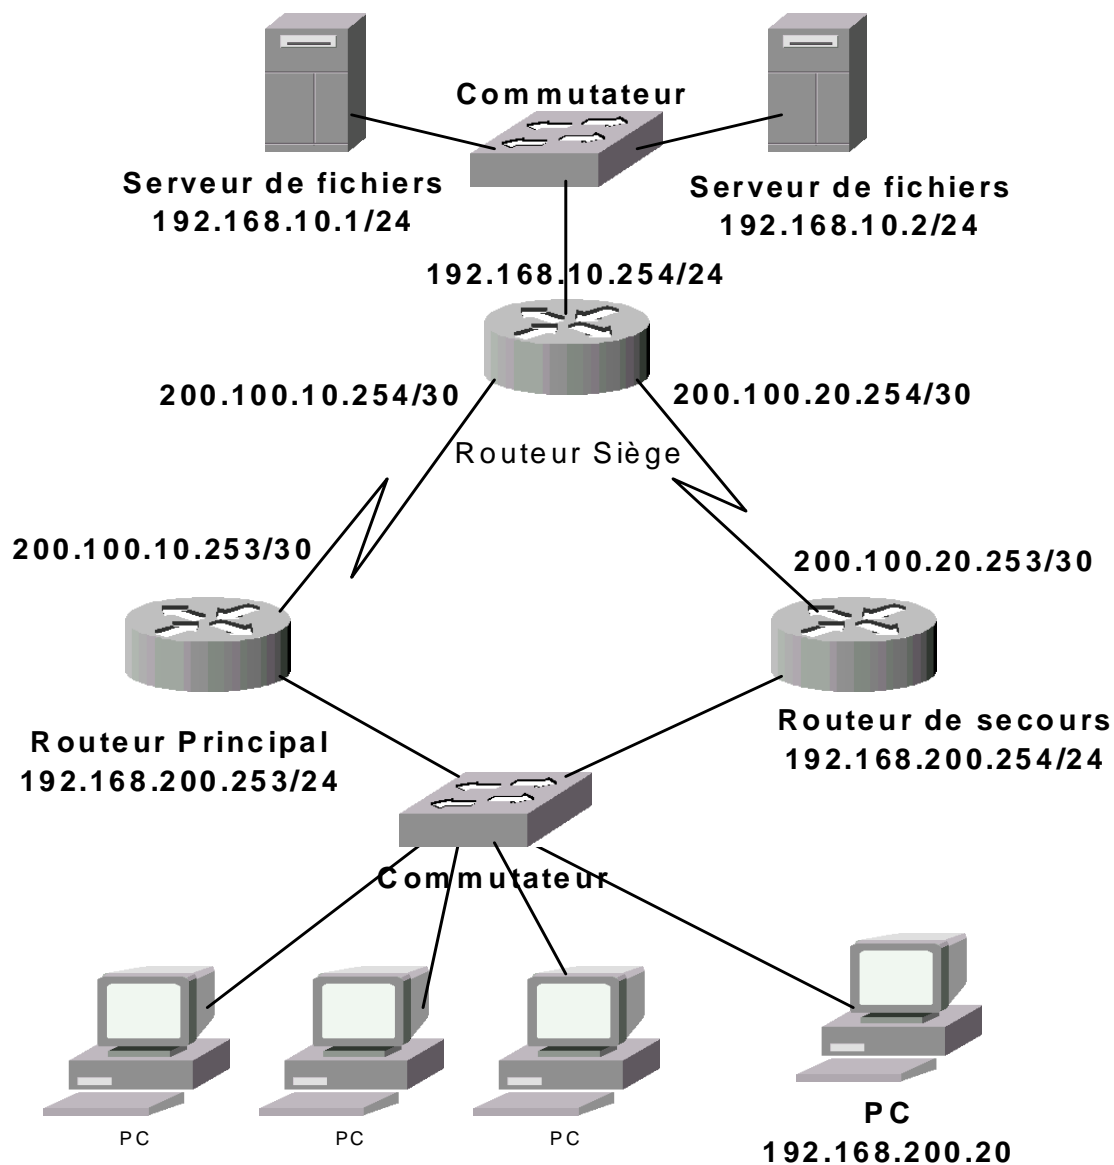 Commutateur
Serveur de fichiers
192.168.10.1/24
Serveur de fichiers
192.168.10.2/24
192.168.10.254/24
200.100.10.254/30
200.100.20.254/30
Routeur Siège
200.100.10.253/30
200.100.20.253/30
Routeur Principal
192.168.200.253/24
Routeur de secours
192.168.200.254/24
Commutateur
PC
PC
PC
PC
192.168.200.20